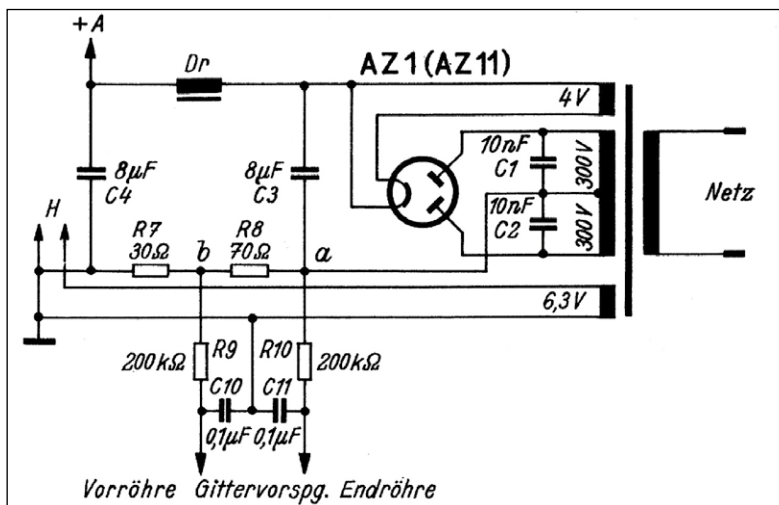 +A
Dr
AZ1 (AZ11)
4V
8µF
C4
8µF
C3
10nF
C1
300V
10nF
C2
300V
Netz
H
R7
30Ω
b
R8
70Ω
a
6,3V
200kΩ
R9
R10
200kΩ
C10
C11
0,1µF
0,1µF
Vorröhre Gittervorspg. Endröhre